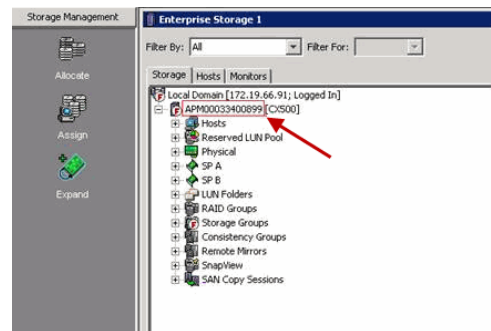 Storage Management
Enterprise Storage 1
Filter By: All Filter For:
Allocate
Assign
Expand
Storage Hosts Monitors
Local Domain [172.19.66.91; Logged In]
APM00033400899 [CX500]
Hosts
Reserved LUN Pool
Physical
SP A
SP B
LUN Folders
RAID Groups
Storage Groups
Consistency Groups
Remote Mirrors
SnapView
SAN Copy Sessions